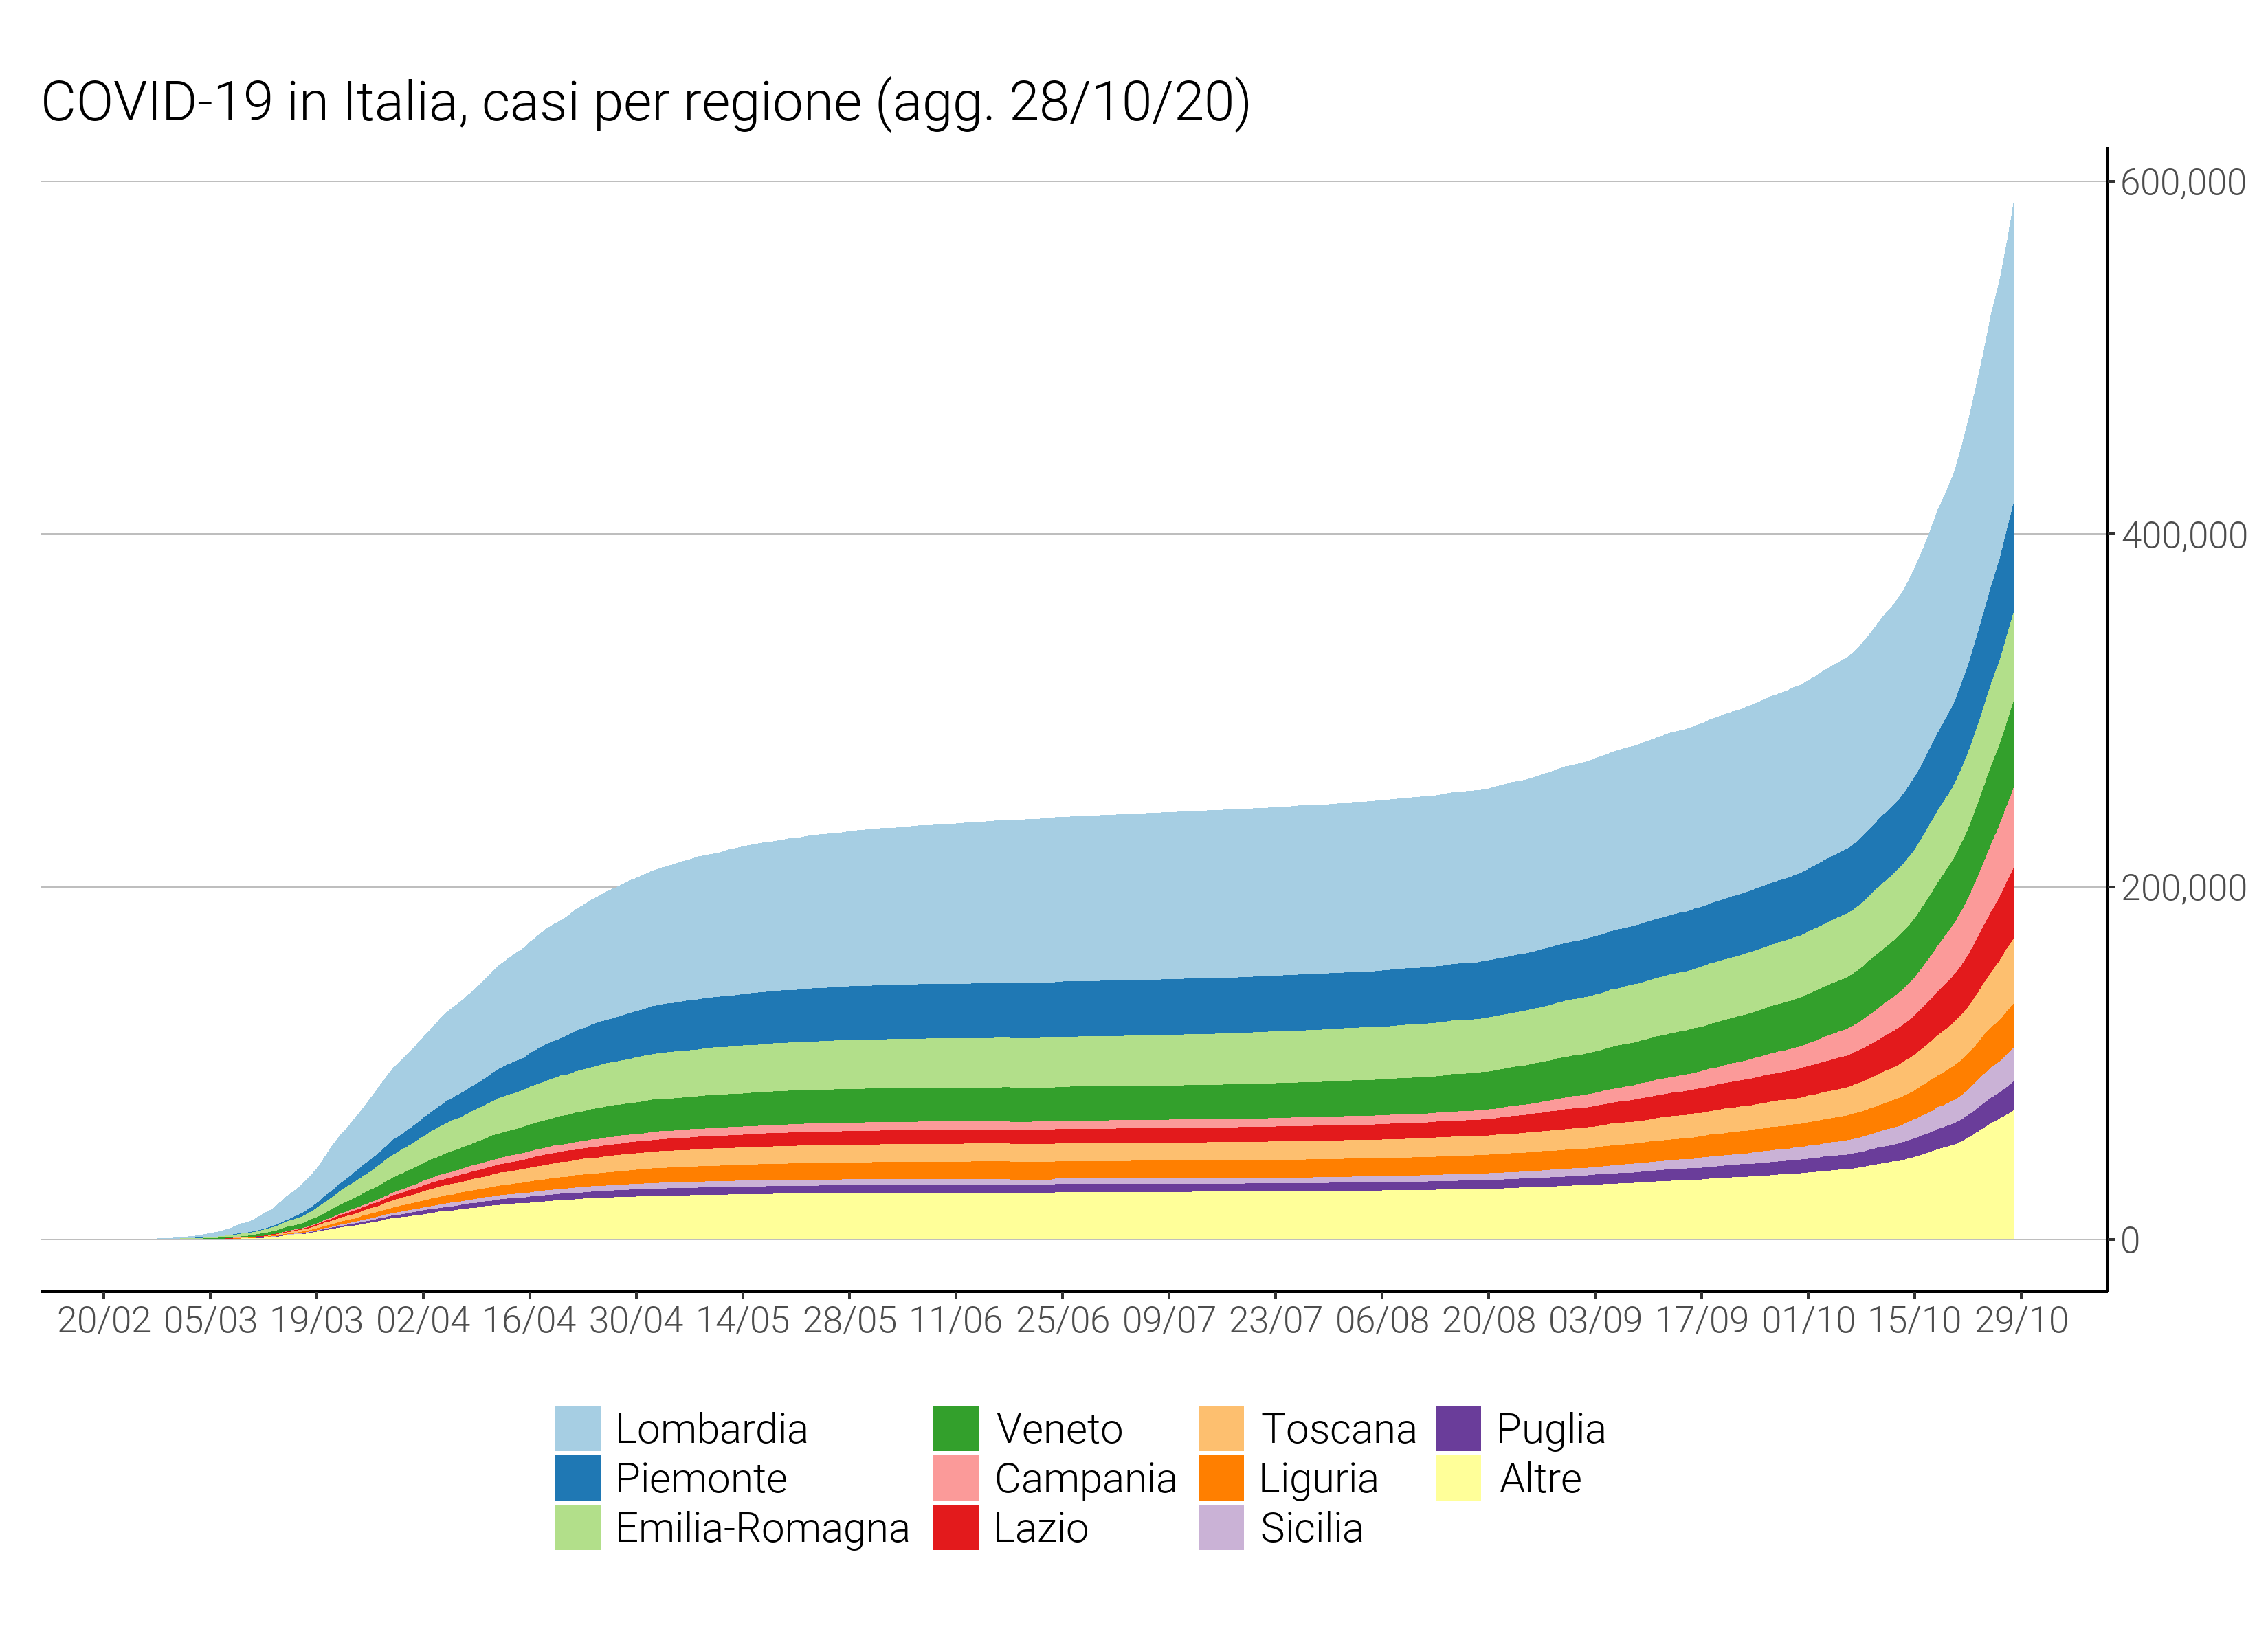 COVID-19 in Italia, casi per regione (agg. 28/10/20)
600,000
400,000
200,000
0
20/02 05/03 19/03 02/04 16/04 30/04 14/05 28/05 11/06 25/06 09/07 23/07 06/08 20/08 03/09 17/09 01/10 15/10 29/10
Lombardia Veneto Toscana Puglia
Piemonte Campania Liguria Altre
Emilia-Romagna Lazio Sicilia